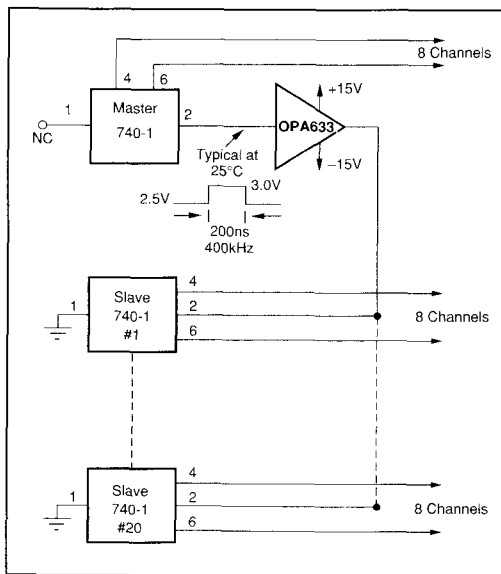 8 Channels
4
6
1
Master
740-1
2
NC
+15V
OPA633
–15V
Typical at
25°C
2.5V
3.0V
200ns
400kHz
4
1
Slave
740-1
#1
2
6
8 Channels
4
1
Slave
740-1
#20
2
6
8 Channels